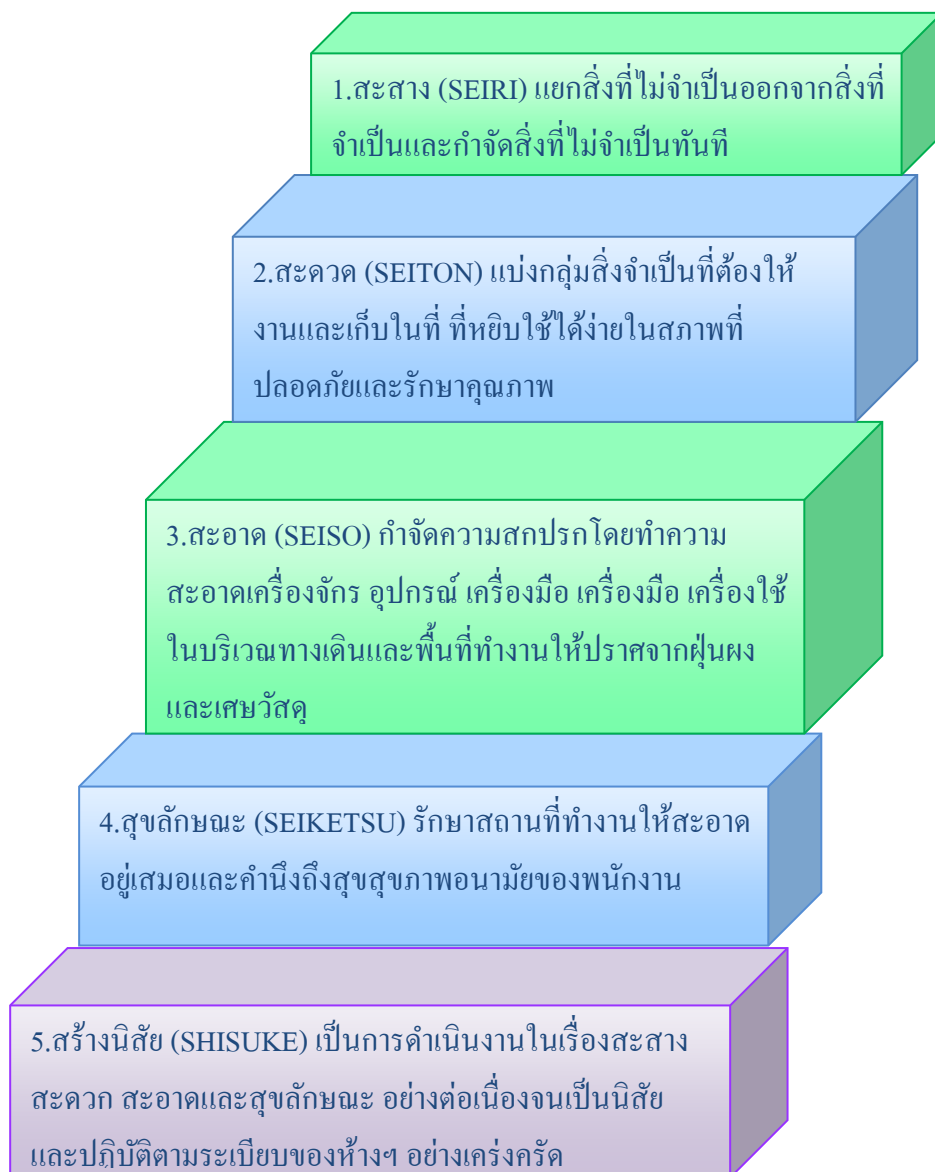 1.สะสาง (SEIRI) แยกสิ่งที่ไม่จำเป็นออกจากสิ่งที่
จำเป็นและกำจัดสิ่งที่ไม่จำเป็นทันที
2.สะดวด (SEITON) แบ่งกลุ่มสิ่งจำเป็นที่ต้องให้
งานและเก็บในที่ ที่หยิบใช้ได้ง่ายในสภาพที่
ปลอดภัยและรักษาคุณภาพ
3.สะอาด (SEISO) กำจัดความสกปรกโดยทำความ
สะอาดเครื่องจักร อุปกรณ์ เครื่องมือ เครื่องมือ เครื่องใช้
ในบริเวณทางเดินและพื้นที่ทำงานให้ปราศจากฝุ่นผง
และเศษวัสดุ
4.สุขลักษณะ (SEIKETSU) รักษาสถานที่ทำงานให้สะอาด
อยู่เสมอและคำนึงถึงสุขสุขภาพอนามัยของพนักงาน
5.สร้างนิสัย (SHISUKE) เป็นการดำเนินงานในเรื่องสะสาง
สะดวก สะอาดและสุขลักษณะ อย่างต่อเนื่องจนเป็นนิสัย
และปฏิบัติตามระเบียบของห้างฯ อย่างเคร่งครัด